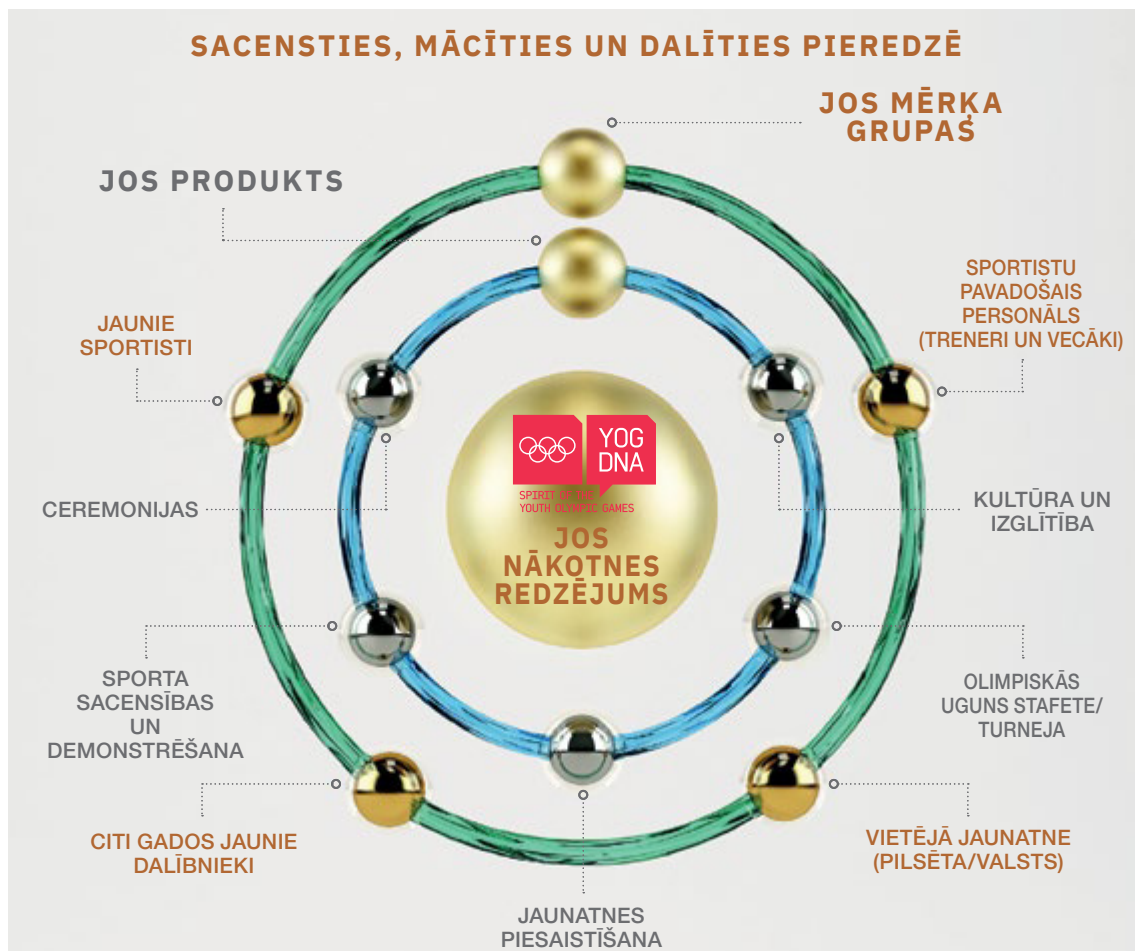 SACENSTIES, MĀCĪTIES UN DALĪTIES PIEREDZĒ
JOS MĒRĶA
GRUPAS
JOS PRODUKTS
SPORTISTU
PAVADOŠAIS
PERSONĀLS
(TRENERI UN VECĀKI)
JAUNIE
SPORTISTI
YOG
DNA
SPIRIT OF THE
YOUTH OLYMPIC GAMES
JOS
NĀKOTNES
REDZĒJUMS
CEREMONIJAS
KULTŪRA UN
IZGLĪTĪBA
SPORTA
SACENSĪBAS
UN
DEMONSTRĒŠANA
OLIMPISKĀS
UGUNS STAFETE/
TURNEJA
CITI GADOS JAUNIE
DALĪBNIEKI
VIETĒJĀ JAUNATNE
(PILSĒTA/VALSTS)
JAUNATNES
PIESAISTĪŠANA